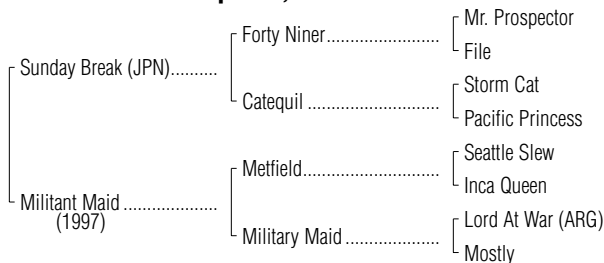 Mr. Prospector
Forty Niner
File
Sunday Break (JPN)
Storm Cat
Catequil
Pacific Princess
Seattle Slew
Metfield
Inca Queen
Militant Maid
(1997)
Lord At War (ARG)
Military Maid
Mostly